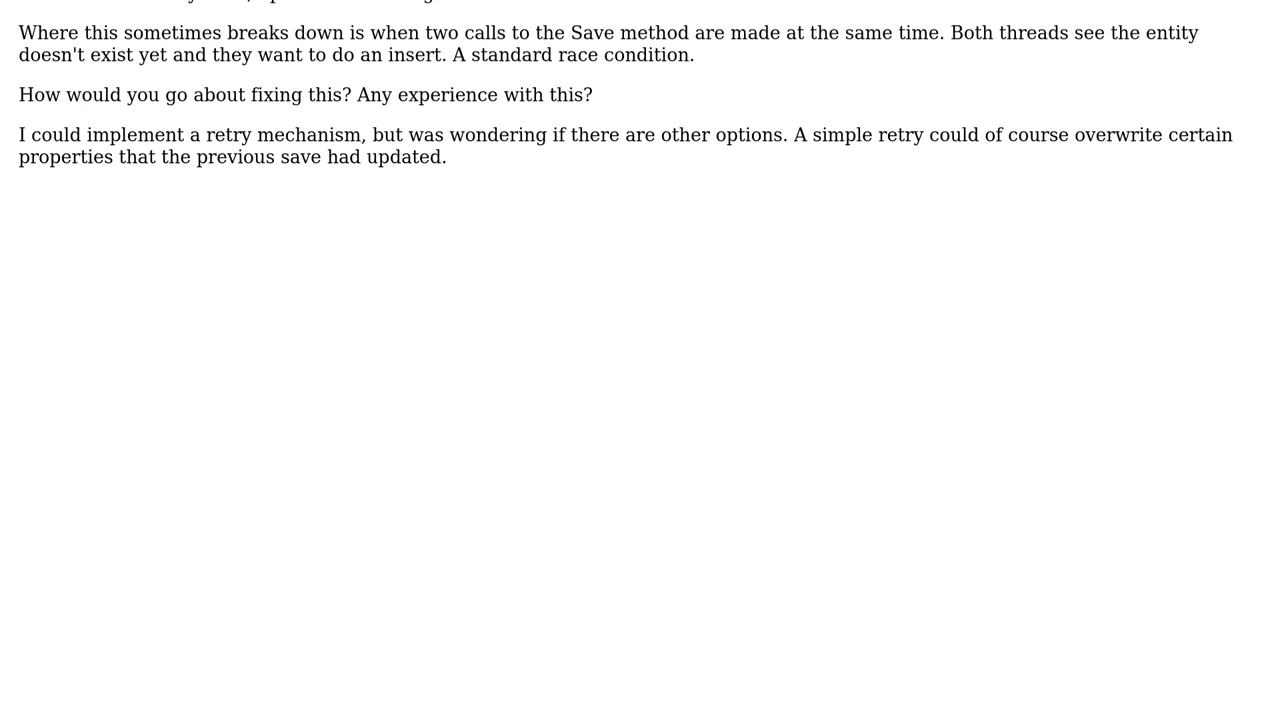 Where this sometimes breaks down is when two calls to the Save method are made at the same time. Both threads see the entity
doesn't exist yet and they want to do an insert. A standard race condition.
How would you go about fixing this? Any experience with this?
I could implement a retry mechanism, but was wondering if there are other options. A simple retry could of course overwrite certain
properties that the previous save had updated.